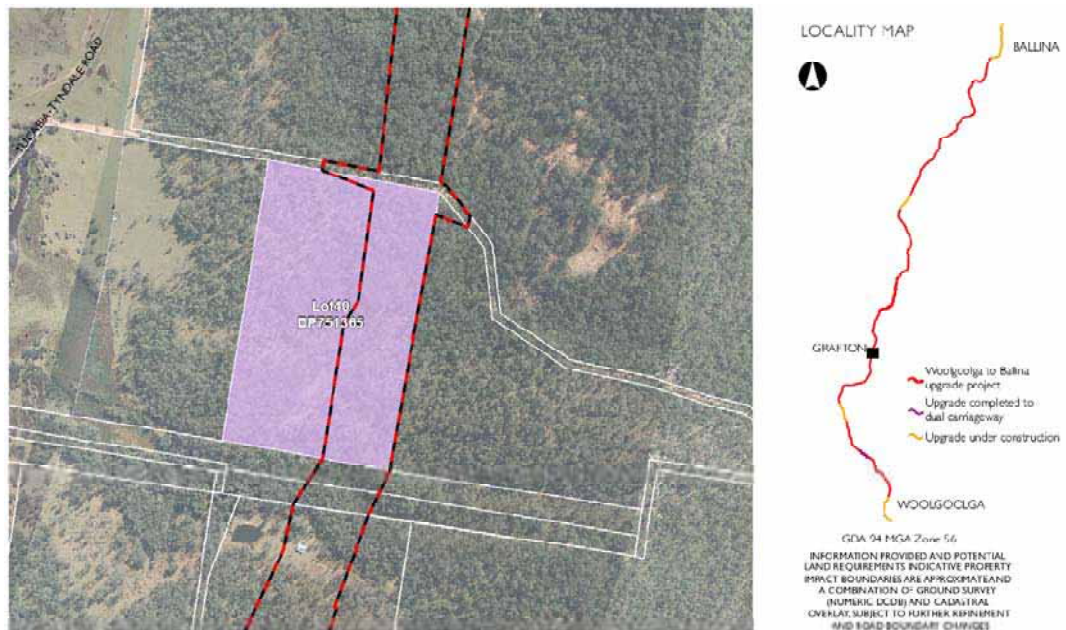 TUCABIA-TYNDALE ROAD
Lot40
DP751365
LOCALITY MAP
BALLINA
GRAFTON
Woolgoolga to Ballina
upgrade project
Upgrade completed to
dual carriageway
Upgrade under construction
WOOLGOOLGA
GDA 94 MGA Zone 56
INFORMATION PROVIDED AND POTENTIAL
LAND REQUIREMENTS INDICATIVE PROPERTY
IMPACT BOUNDARIES ARE APPROXIMATE AND
A COMBINATION OF GROUND SURVEY
(NUMERIC DCDB) AND CADASTRAL
OVERLAY, SUBJECT TO FURTHER REFINEMENT
AND ROAD BOUNDARY CHANGES